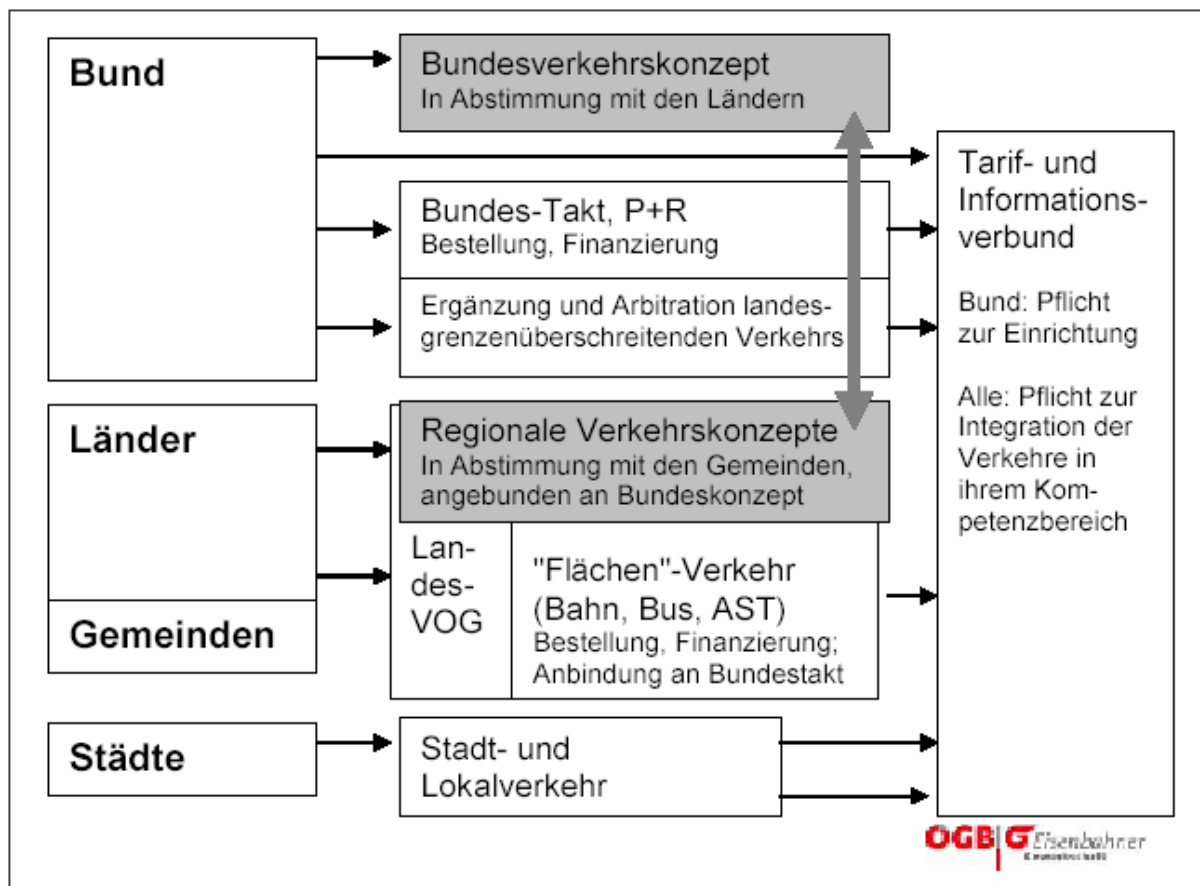 Bund
Bundesverkehrskonzept
In Abstimmung mit den Ländern
Bundes-Takt, P+R
Bestellung, Finanzierung
Ergänzung und Arbitration landes-
grenzenüberschreitenden Verkehrs
Länder
Gemeinden
Regionale Verkehrskonzepte
In Abstimmung mit den Gemeinden,
angebunden an Bundeskonzept
Lan-
des-
VOG
"Flächen"-Verkehr
(Bahn, Bus, AST)
Bestellung, Finanzierung;
Anbindung an Bundestakt
Städte
Stadt- und
Lokalverkehr
Tarif- und
Informations-
verbund
Bund: Pflicht
zur Einrichtung
Alle: Pflicht zur
Integration der
Verkehre in
ihrem Kom-
petenzbereich
OGB G Eisenbahner